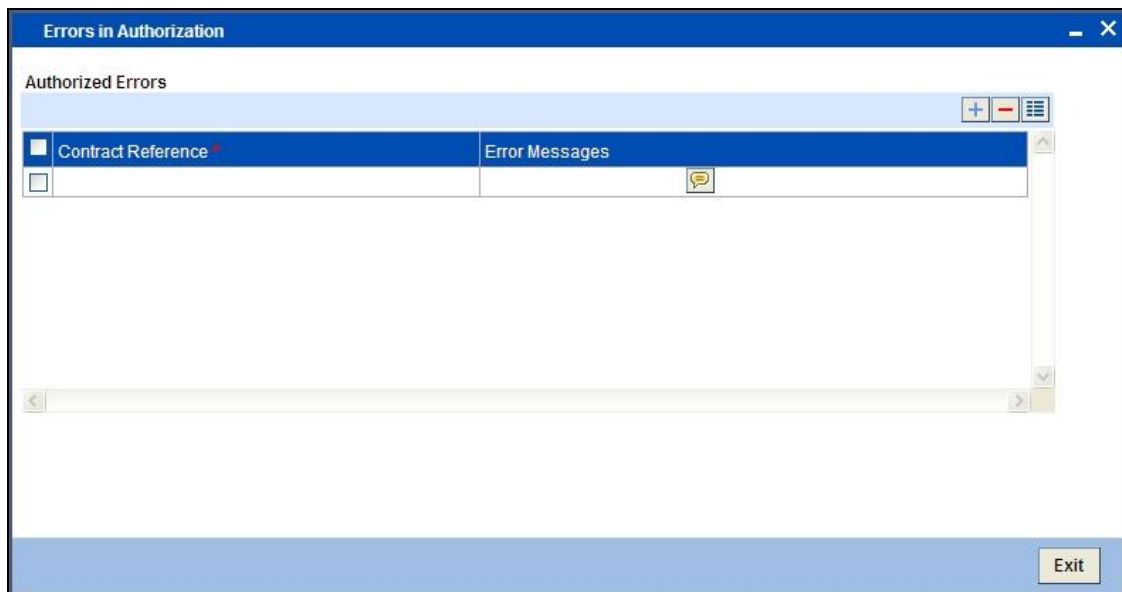 Errors in Authorization
Authorized Errors
Contract Reference * Error Messages
Exit